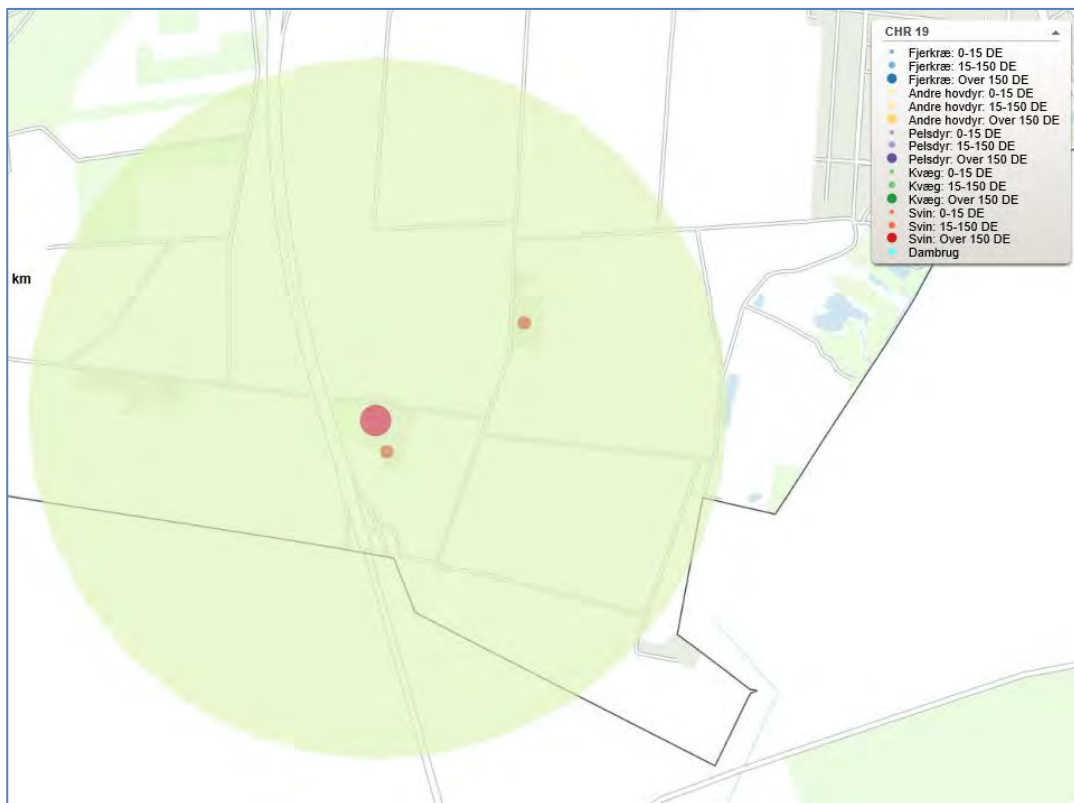 CHR 19
Fjerkræ: 0-15 DE
Fjerkræ: 15-150 DE
Fjerkræ: Over 150 DE
Andre hovdyr: 0-15 DE
Andre hovdyr: 15-150 DE
Andre hovdyr: Over 150 DE
Pelsdyr: 0-15 DE
Pelsdyr: 15-150 DE
Pelsdyr: Over 150 DE
Kvæg: 0-15 DE
Kvæg: 15-150 DE
Kvæg: Over 150 DE
Svin: 0-15 DE
Svin: 15-150 DE
Svin: Over 150 DE
Dambrug
km